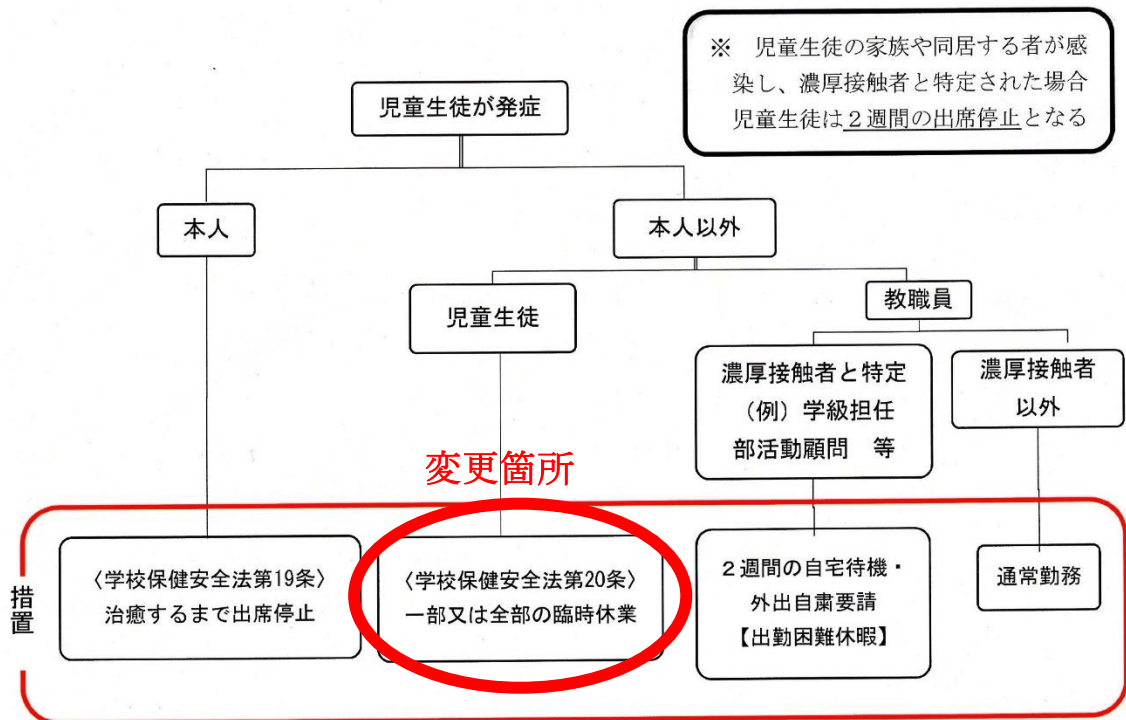 ※　児童生徒の家族や同居する者が感
染し、濃厚接触者と特定された場合
児童生徒は２週間の出席停止となる
児童生徒が発症
本人
本人以外
児童生徒
教職員
濃厚接触者と特定
（例）学級担任
部活動顧問　等
濃厚接触者
以外
変更箇所
措置
〈学校保健安全法第19条〉
治癒するまで出席停止
〈学校保健安全法第20条〉
一部又は全部の臨時休業
２週間の自宅待機・
外出自粛要請
【出勤困難休暇】
通常勤務